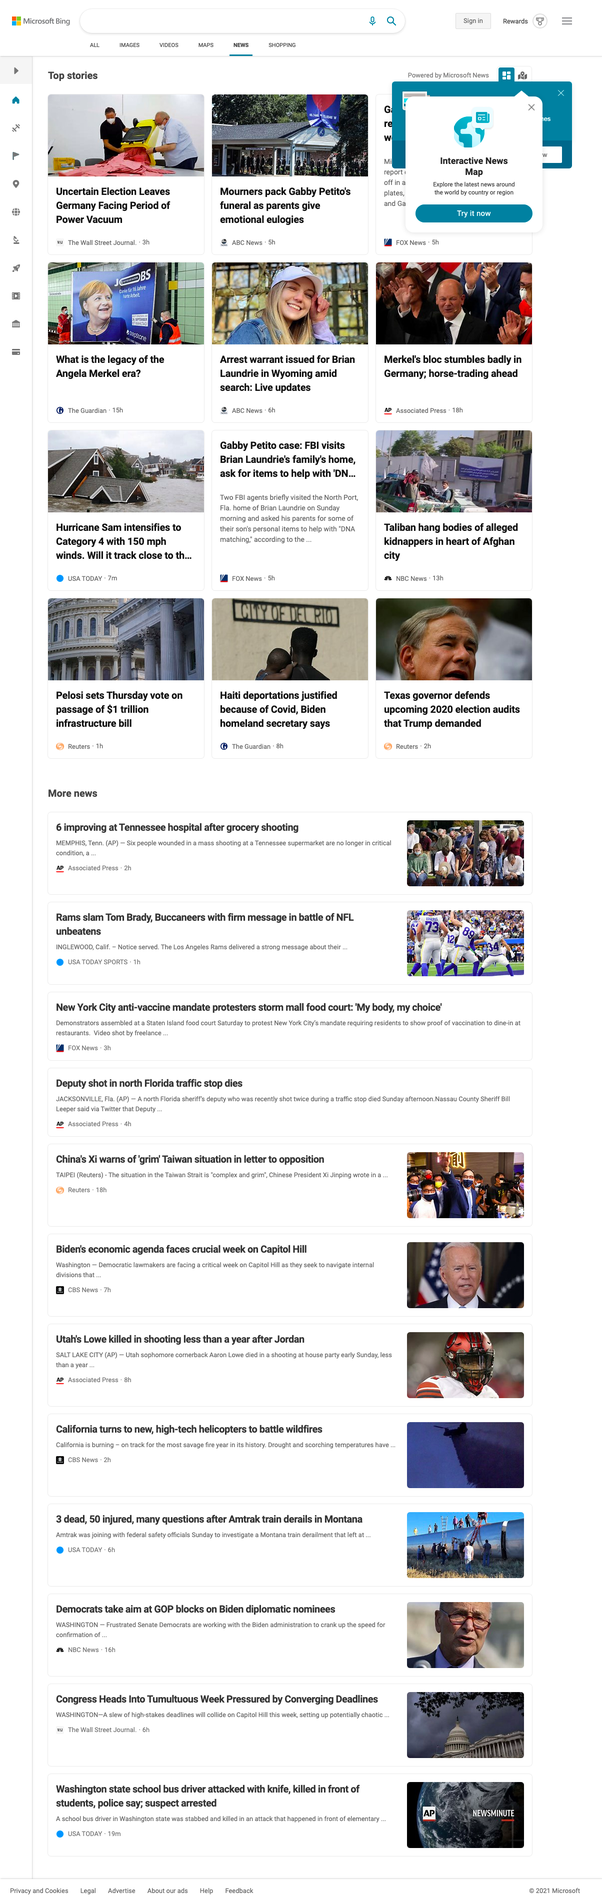 Microsoft Bing
Sign in
Rewards
ALL
IMAGES
VIDEOS
MAPS
NEWS
SHOPPING
Top stories
Powered by Microsoft News
Interactive News
Map
Explore the latest news around
the world by country or region
Try it now
Uncertain Election Leaves
Germany Facing Period of
Power Vacuum
The Wall Street Journal. · 3h
Mourners pack Gabby Petito's
funeral as parents give
emotional eulogies
ABC News · 5h
FOX News · 5h
What is the legacy of the
Angela Merkel era?
The Guardian · 15h
Arrest warrant issued for Brian
Laundrie in Wyoming amid
search: Live updates
ABC News · 6h
Merkel's bloc stumbles badly in
Germany; horse-trading ahead
AP Associated Press · 18h
Hurricane Sam intensifies to
Category 4 with 150 mph
winds. Will it track close to th...
USA TODAY · 7m
Gabby Petito case: FBI visits
Brian Laundrie's family's home,
ask for items to help with 'DN...
Two FBI agents briefly visited the North Port,
Fla. home of Brian Laundrie on Sunday
morning and asked his parents for some of
their son's personal items to help with "DNA
matching," according to the ...
FOX News · 5h
Taliban hang bodies of alleged
kidnappers in heart of Afghan
city
NBC News · 13h
CITY OF DEL RIO
Pelosi sets Thursday vote on
passage of $1 trillion
infrastructure bill
Reuters · 1h
Haiti deportations justified
because of Covid, Biden
homeland secretary says
The Guardian · 8h
Texas governor defends
upcoming 2020 election audits
that Trump demanded
Reuters · 2h
More news
6 improving at Tennessee hospital after grocery shooting
MEMPHIS, Tenn. (AP) — Six people wounded in a mass shooting at a Tennessee supermarket are no longer in critical
condition, a ...
AP Associated Press · 2h
Rams slam Tom Brady, Buccaneers with firm message in battle of NFL
unbeatens
INGLEWOOD, Calif. – Notice served. The Los Angeles Rams delivered a strong message about their ...
USA TODAY SPORTS · 1h
New York City anti-vaccine mandate protesters storm mall food court: 'My body, my choice'
Demonstrators assembled at a Staten Island food court Saturday to protest New York City's mandate requiring residents to show proof of vaccination to dine-in at
restaurants. Video shot by freelance ...
FOX News · 3h
Deputy shot in north Florida traffic stop dies
JACKSONVILLE, Fla. (AP) — A north Florida sheriff's deputy who was recently shot twice during a traffic stop died Sunday afternoon.Nassau County Sheriff Bill
Leeper said via Twitter that Deputy ...
AP Associated Press · 4h
China's Xi warns of 'grim' Taiwan situation in letter to opposition
TAIPEI (Reuters) - The situation in the Taiwan Strait is "complex and grim", Chinese President Xi Jinping wrote in a ...
Reuters · 18h
Biden's economic agenda faces crucial week on Capitol Hill
Washington — Democratic lawmakers are facing a critical week on Capitol Hill as they seek to navigate internal
divisions that ...
CBS News · 7h
Utah's Lowe killed in shooting less than a year after Jordan
SALT LAKE CITY (AP) — Utah sophomore cornerback Aaron Lowe died in a shooting at house party early Sunday, less
than a year ...
AP Associated Press · 8h
California turns to new, high-tech helicopters to battle wildfires
California is burning – on track for the most savage fire year in its history. Drought and scorching temperatures have ...
CBS News · 2h
3 dead, 50 injured, many questions after Amtrak train derails in Montana
Amtrak was joining with federal safety officials Sunday to investigate a Montana train derailment that left at ...
USA TODAY · 6h
Democrats take aim at GOP blocks on Biden diplomatic nominees
WASHINGTON — Frustrated Senate Democrats are working with the Biden administration to crank up the speed for
confirmation of ...
NBC News · 16h
Congress Heads Into Tumultuous Week Pressured by Converging Deadlines
WASHINGTON—A slew of high-stakes deadlines will collide on Capitol Hill this week, setting up potentially chaotic ...
The Wall Street Journal. · 6h
Washington state school bus driver attacked with knife, killed in front of
students, police say; suspect arrested
A school bus driver in Washington state was stabbed and killed in an attack that happened in front of elementary ...
USA TODAY · 19m
AP NEWSMINUTE
Privacy and Cookies
Legal
Advertise
About our ads
Help
Feedback
© 2021 Microsoft